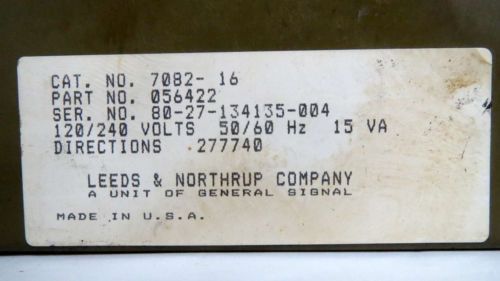 CAT. NO. 7082- 16
PART NO. 056422
SER. NO. 80-27-134135-004
120/240 VOLTS 50/60 Hz 15 VA
DIRECTIONS 277740
LEEDS & NORTHRUP COMPANY
A UNIT OF GENERAL SIGNAL
MADE IN U.S.A.